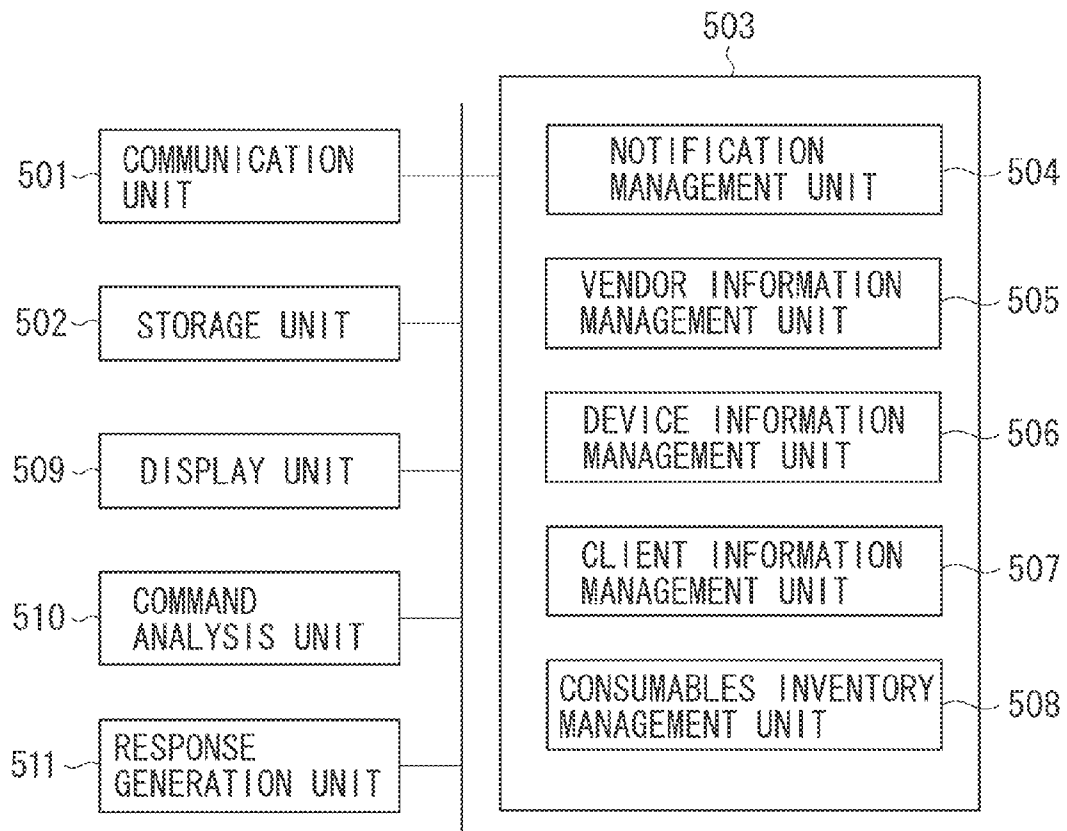 503
501
COMMUNICATION
UNIT
502
STORAGE UNIT
509
DISPLAY UNIT
510
COMMAND
ANALYSIS UNIT
511
RESPONSE
GENERATION UNIT
NOTIFICATION
MANAGEMENT UNIT
504
VENDOR INFORMATION
MANAGEMENT UNIT
505
DEVICE INFORMATION
MANAGEMENT UNIT
506
CLIENT INFORMATION
MANAGEMENT UNIT
507
CONSUMABLES INVENTORY
MANAGEMENT UNIT
508